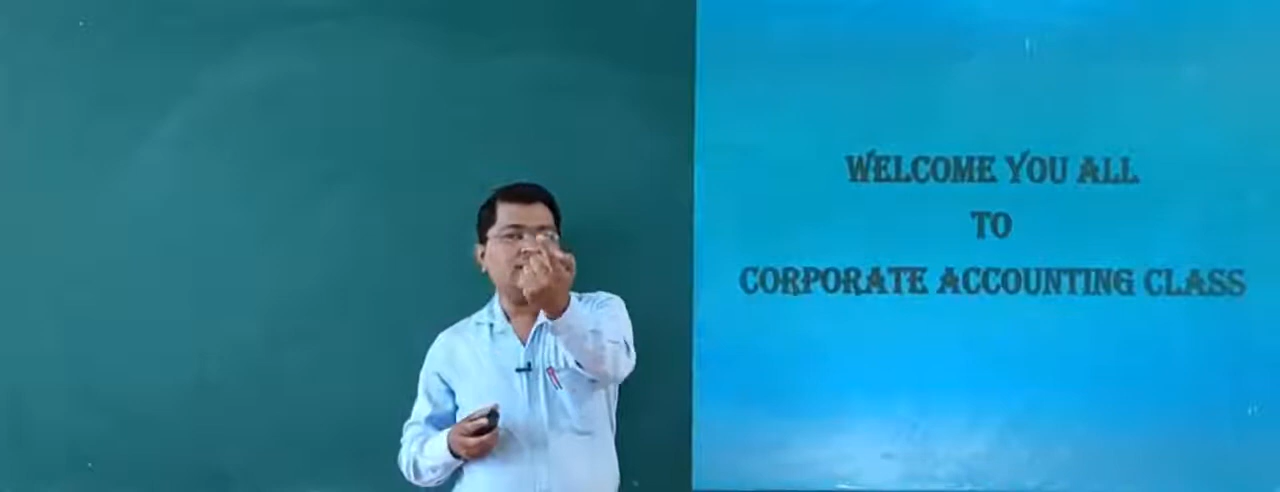 WELCOME YOU ALL
TO
CORPORATE ACCOUNTING CLASS